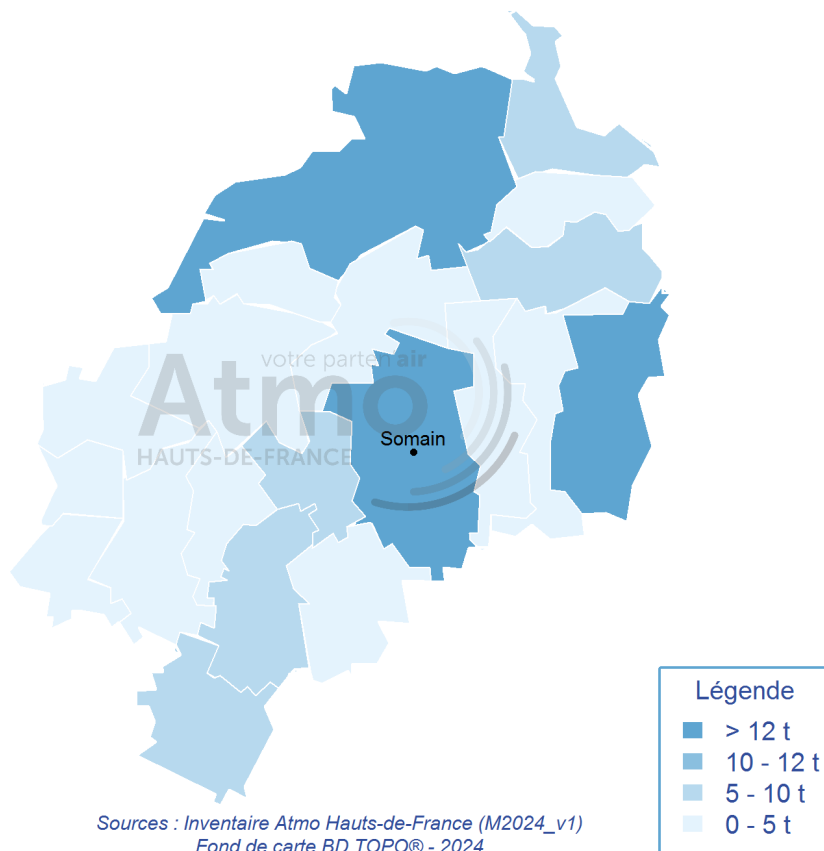 votre parten air
Atmo
HAUTS-DE-FRANCE
Somain
Légende
> 12 t
10 - 12 t
5 - 10 t
0 - 5 t
Sources : Inventaire Atmo Hauts-de-France (M2024_v1)
Fond de carte BD TOPO® - 2024